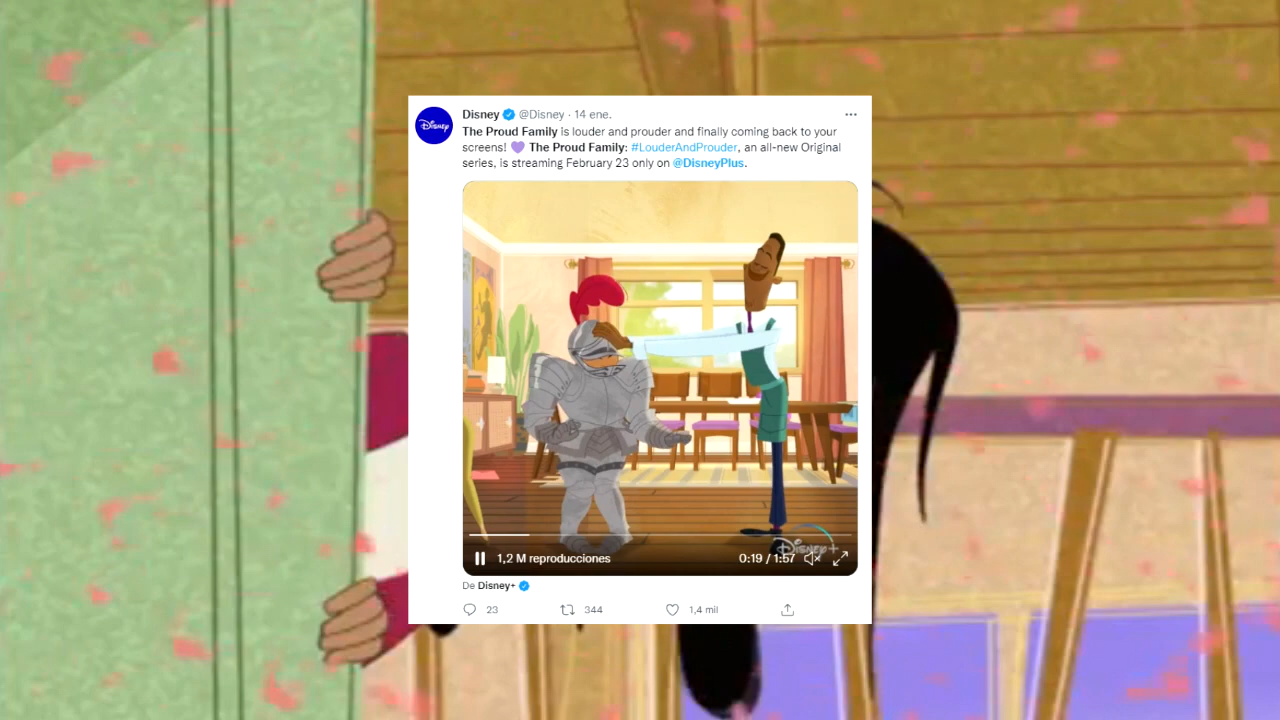 Disney
Disney @Disney · 14 ene.
The Proud Family is louder and prouder and finally coming back to your
screens! 💜 The Proud Family: #LouderAndProuder, an all-new Original
series, is streaming February 23 only on @DisneyPlus.
Disney+
1,2 M reproducciones
0:19 / 1:57
De Disney+
23
344
1,4 mil